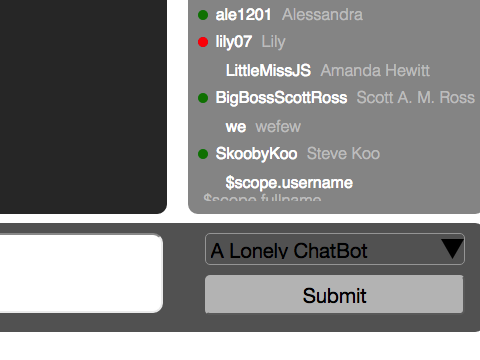 ale1201 Alessandra
lily07 Lily
LittleMissJS Amanda Hewitt
BigBossScottRoss Scott A. M. Ross
we wefew
SkoobyKoo Steve Koo
$scope.username
$scope.fullname
A Lonely ChatBot
Submit